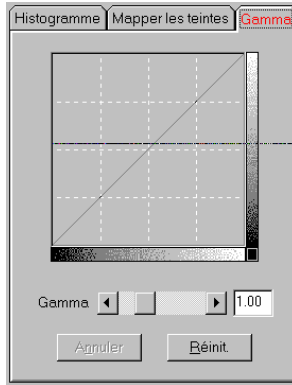 Histogramme Mapper les teintes Gamma
Gamma 1.00
Annuler Réinit.